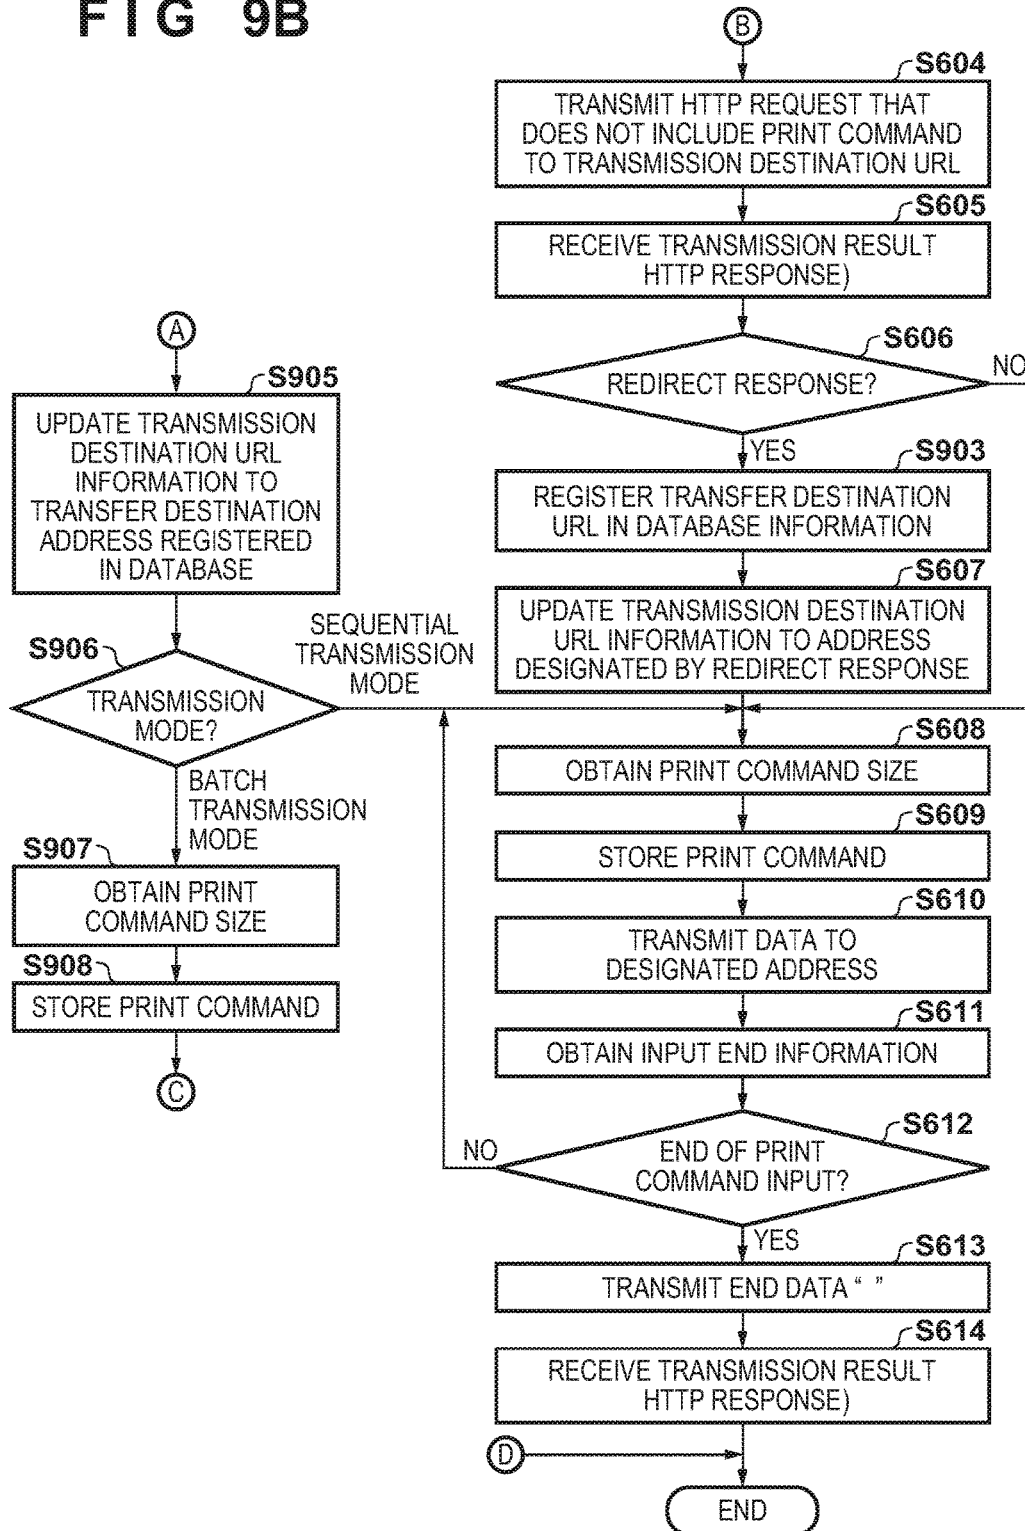 FIG 9B
B
S604
TRANSMIT HTTP REQUEST THAT
DOES NOT INCLUDE PRINT COMMAND
TO TRANSMISSION DESTINATION URL
S605
RECEIVE TRANSMISSION RESULT
HTTP RESPONSE)
S606
REDIRECT RESPONSE?
NO
YES
S903
REGISTER TRANSFER DESTINATION
URL IN DATABASE INFORMATION
S607
UPDATE TRANSMISSION DESTINATION
URL INFORMATION TO ADDRESS
DESIGNATED BY REDIRECT RESPONSE
A
S905
UPDATE TRANSMISSION
DESTINATION URL
INFORMATION TO
TRANSFER DESTINATION
ADDRESS REGISTERED
IN DATABASE
S906
TRANSMISSION
MODE?
SEQUENTIAL
TRANSMISSION
MODE
BATCH
TRANSMISSION
MODE
S907
OBTAIN PRINT
COMMAND SIZE
S908
STORE PRINT COMMAND
C
S608
OBTAIN PRINT COMMAND SIZE
S609
STORE PRINT COMMAND
S610
TRANSMIT DATA TO
DESIGNATED ADDRESS
S611
OBTAIN INPUT END INFORMATION
S612
END OF PRINT
COMMAND INPUT?
NO
YES
S613
TRANSMIT END DATA “ ”
S614
RECEIVE TRANSMISSION RESULT
HTTP RESPONSE)
D
END